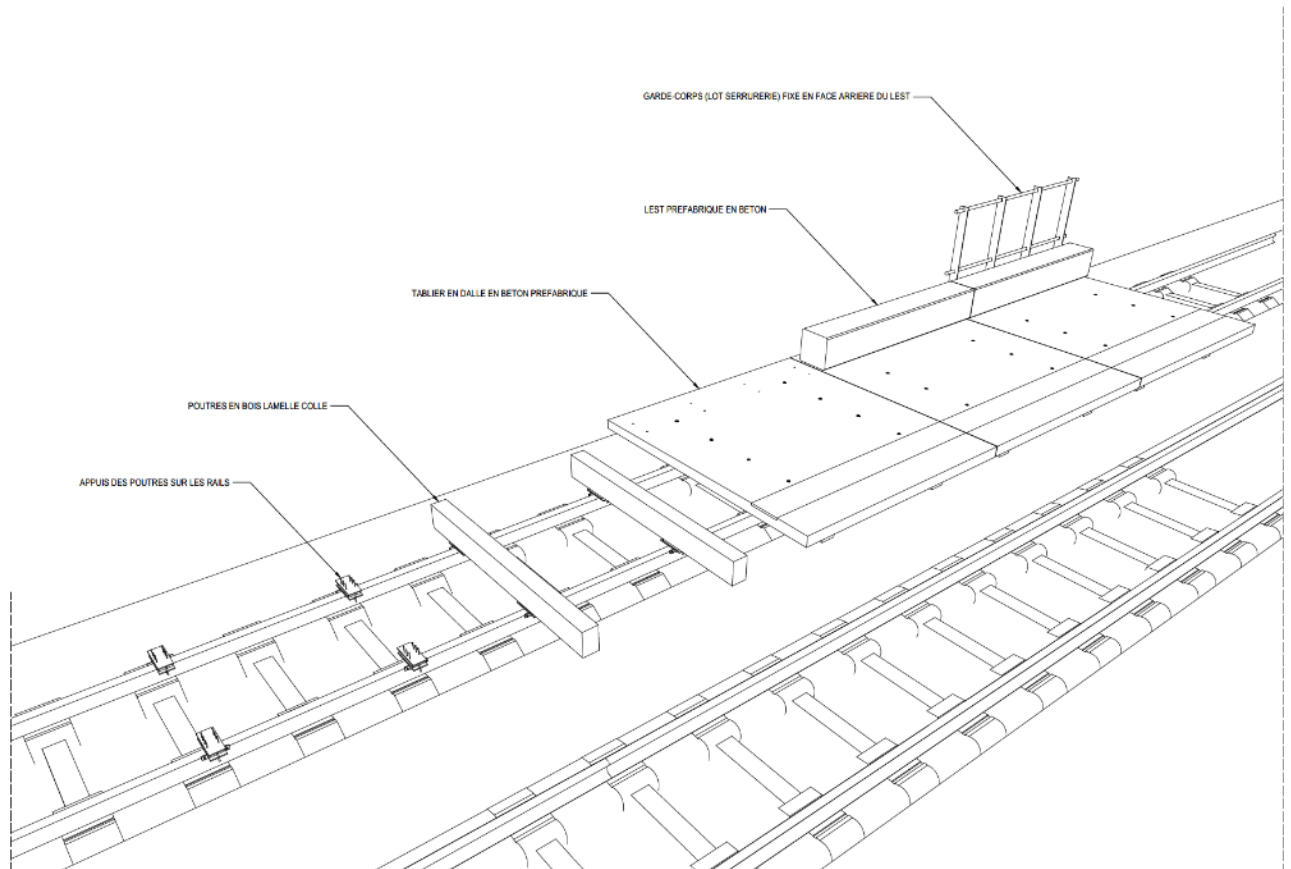 GARDE-CORPS (LOT SERRURERIE) FIXE EN FACE ARRIERE DU LEST
LEST PREFABRIQUE EN BETON
TABLIER EN DALLE EN BETON PREFABRIQUE
POUTRES EN BOIS LAMELLE COLLE
APPUIS DES POUTRES SUR LES RAILS